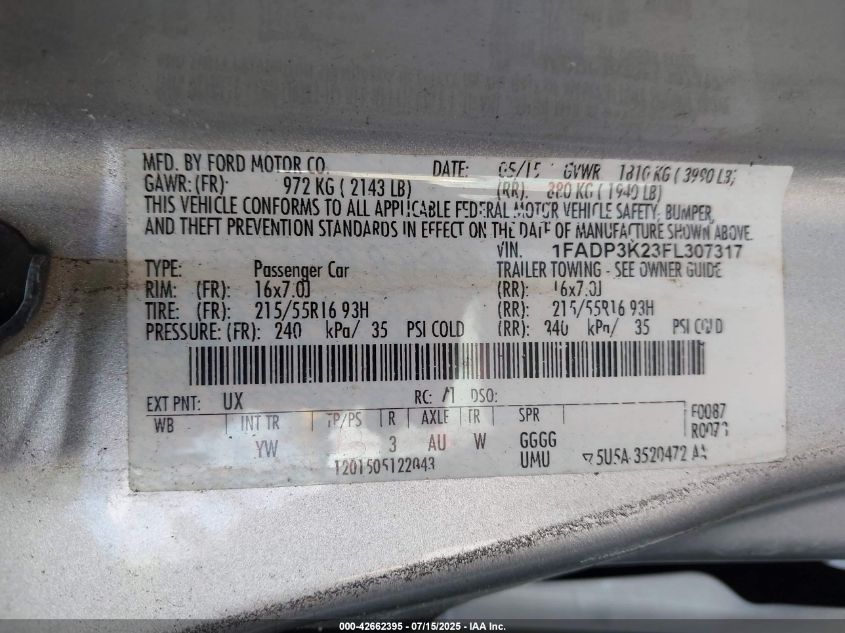 MFD. BY FORD MOTOR CO. DATE: 05/15 GVWR 1810 KG ( 3990 LB)
GAWR: (FR): 972 KG ( 2143 LB) (RR). 880 KG ( 1940 LB)
THIS VEHICLE CONFORMS TO ALL APPLICABLE FEDERAL MOTOR VEHICLE SAFETY, BUMPER,
AND THEFT PREVENTION STANDARDS IN EFFECT ON THE DATE OF MANUFACTURE SHOWN ABOVE.
VIN. 1FADP3K23FL307317
TYPE: Passenger Car TRAILER TOWING - SEE OWNER GUIDE
RIM: (FR): 16x7.0J (RR): 16x7.0J
TIRE: (FR): 215/55R16 93H (RR): 215/55R16 93H
PRESSURE: (FR): 240 kPa/ 35 PSI COLD (RR): 240 kPa/ 35 PSI COLD
EXT PNT: UX RC: 71 DSO:
WB INT TR TP/PS R AXLE TR SPR F0087
YW 3 AU W GGGG
UMU 5U5A-3520472-AA
000-42662395 - 07/15/2025 - IAA Inc.